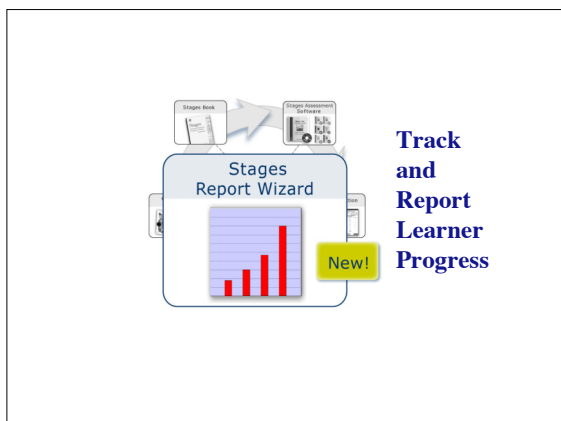 Stages Book
Stages Assessment
Software
Stages
Report Wizard
New!
Track
and
Report
Learner
Progress